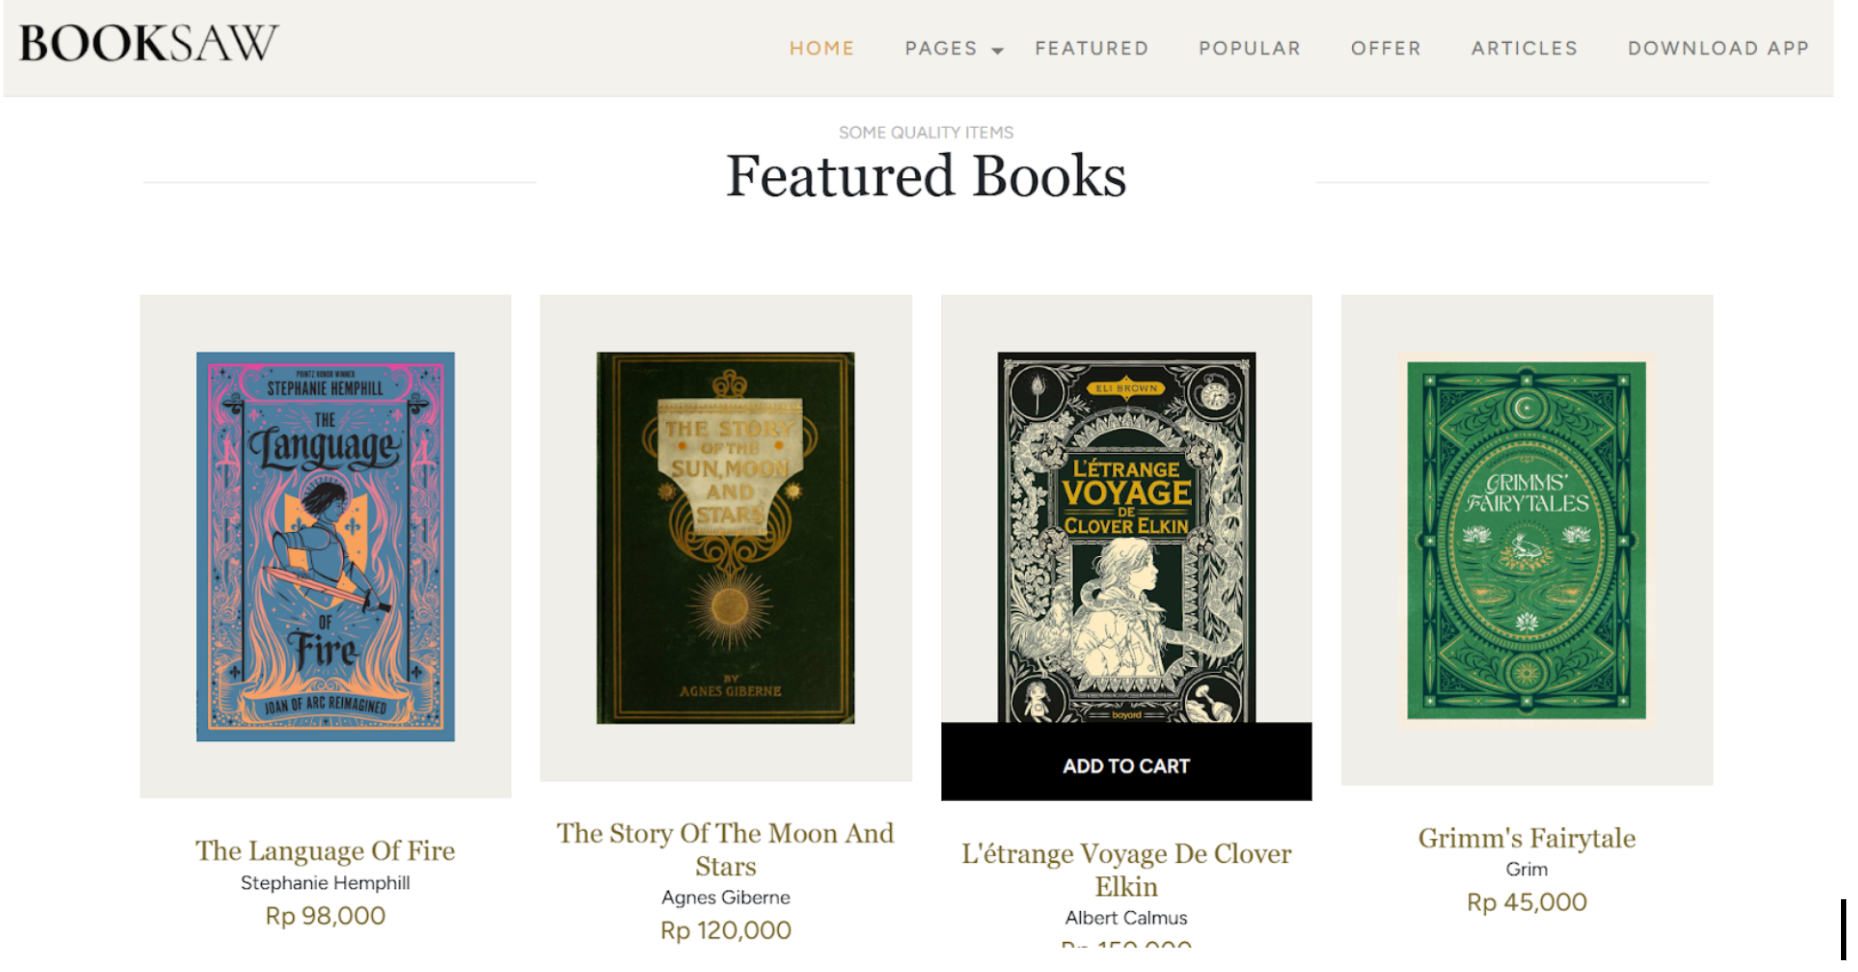 BOOKSAW
HOME PAGES FEATURED POPULAR OFFER ARTICLES DOWNLOAD APP
SOME QUALITY ITEMS
Featured Books
PRINTZ HONOR WINNER
STEPHANIE HEMPHILL
THE
Language
OF
Fire
JOAN OF ARC REIMAGINED
THE STORY
OF THE
SUN, MOON
AND
STARS
BY
AGNES GIBERNE
ELI BROWN
L'ÉTRANGE
VOYAGE
DE
CLOVER ELKIN
bayard
ADD TO CART
GRIMMS'
FAIRYTALES
The Language Of Fire
Stephanie Hemphill
Rp 98,000
The Story Of The Moon And
Stars
Agnes Giberne
Rp 120,000
L'étrange Voyage De Clover
Elkin
Albert Calmus
Rp 150,000
Grimm's Fairytale
Grim
Rp 45,000